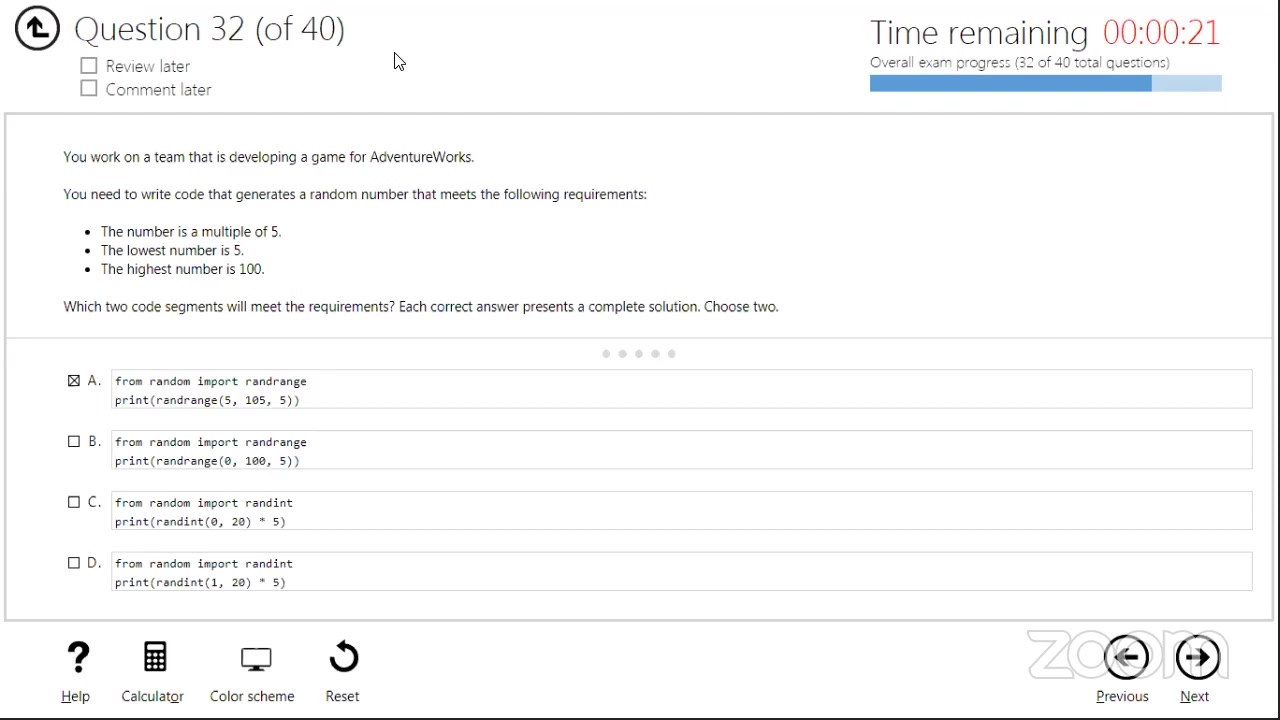 Question 32 (of 40)
Review later
Comment later
Time remaining 00:00:21
Overall exam progress (32 of 40 total questions)
You work on a team that is developing a game for AdventureWorks.
You need to write code that generates a random number that meets the following requirements:
• The number is a multiple of 5.
• The lowest number is 5.
• The highest number is 100.
Which two code segments will meet the requirements? Each correct answer presents a complete solution. Choose two.
A. from random import randrange
print(randrange(5, 105, 5))
B. from random import randrange
print(randrange(0, 100, 5))
C. from random import randint
print(randint(0, 20) * 5)
D. from random import randint
print(randint(1, 20) * 5)
zoom
Help Calculator Color scheme Reset Previous Next